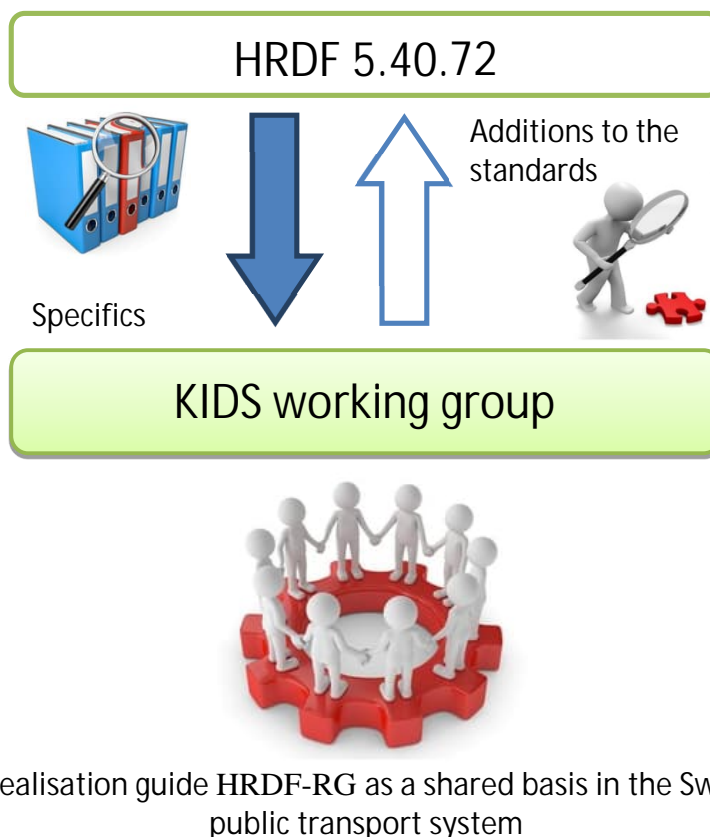 HRDF 5.40.72
Additions to the
standards
Specifics
KIDS working group
ealisation guide HRDF-RG as a shared basis in the Sw
public transport system